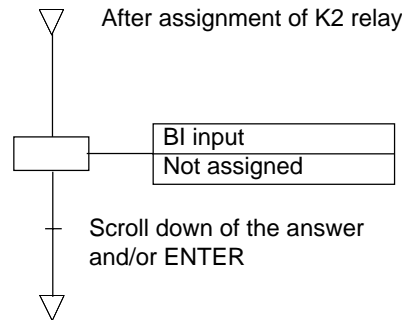 After assignment of K2 relay
BI input
Not assigned
Scroll down of the answer
and/or ENTER